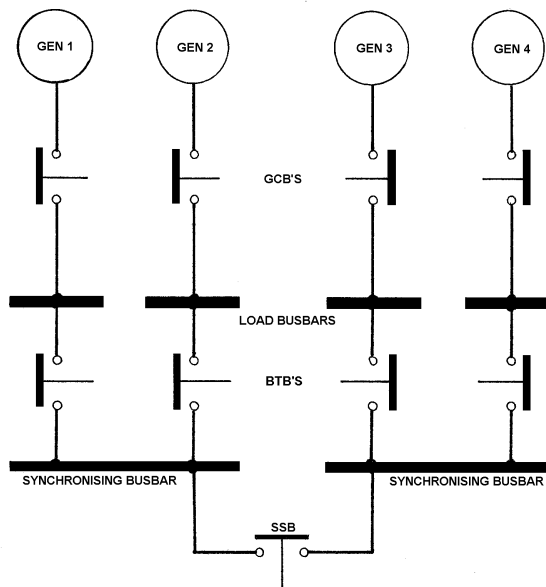 GEN 1
GEN 2
GEN 3
GEN 4
GCB'S
LOAD BUSBARS
BTB'S
SYNCHRONISING BUSBAR
SYNCHRONISING BUSBAR
SSB